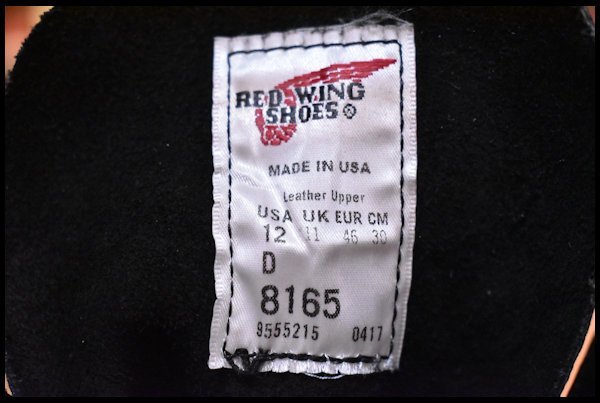 RED WING
SHOES ®
MADE IN USA
Leather Upper
USA UK EUR CM
12 11 46 30
D
8165
9555215 0417